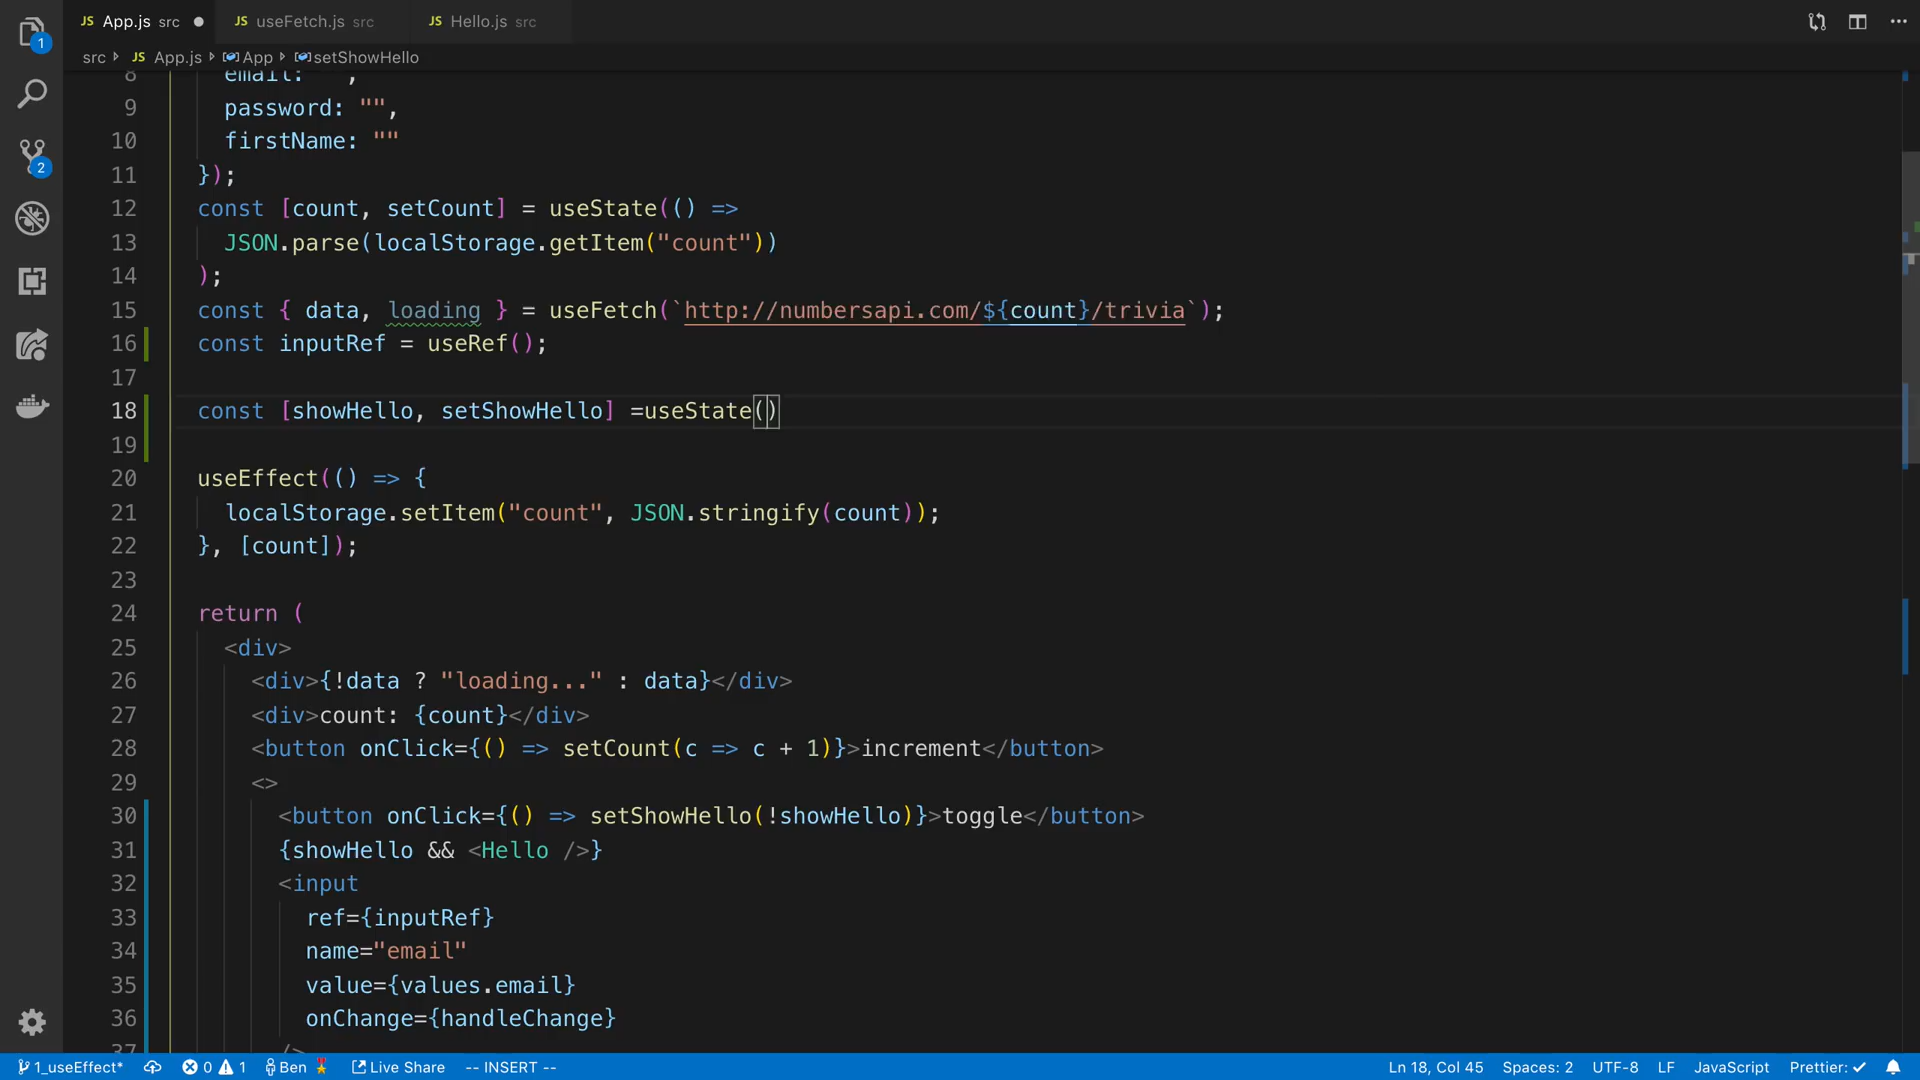 JS App.js src ● JS useFetch.js src JS Hello.js src
1
src JS App.js App setShowHello
8 email: "",
9 password: "",
10 firstName: ""
11 });
12 const [count, setCount] = useState(() =>
13 JSON.parse(localStorage.getItem("count"))
14 );
15 const { data, loading } = useFetch(`http://numbersapi.com/${count}/trivia`);
16 const inputRef = useRef();
17
18 const [showHello, setShowHello] =useState()
19
20 useEffect(() => {
21 localStorage.setItem("count", JSON.stringify(count));
22 }, [count]);
23
24 return (
25 <div>
26 <div>{!data ? "loading..." : data}</div>
27 <div>count: {count}</div>
28 <button onClick={() => setCount(c => c + 1)}>increment</button>
29 <>
30 <button onClick={() => setShowHello(!showHello)}>toggle</button>
31 {showHello && <Hello />}
32 <input
33 ref={inputRef}
34 name="email"
35 value={values.email}
36 onChange={handleChange}
37 />
2
1_useEffect* 0 1 Ben Live Share -- INSERT -- Ln 18, Col 45 Spaces: 2 UTF-8 LF JavaScript Prettier: ✓